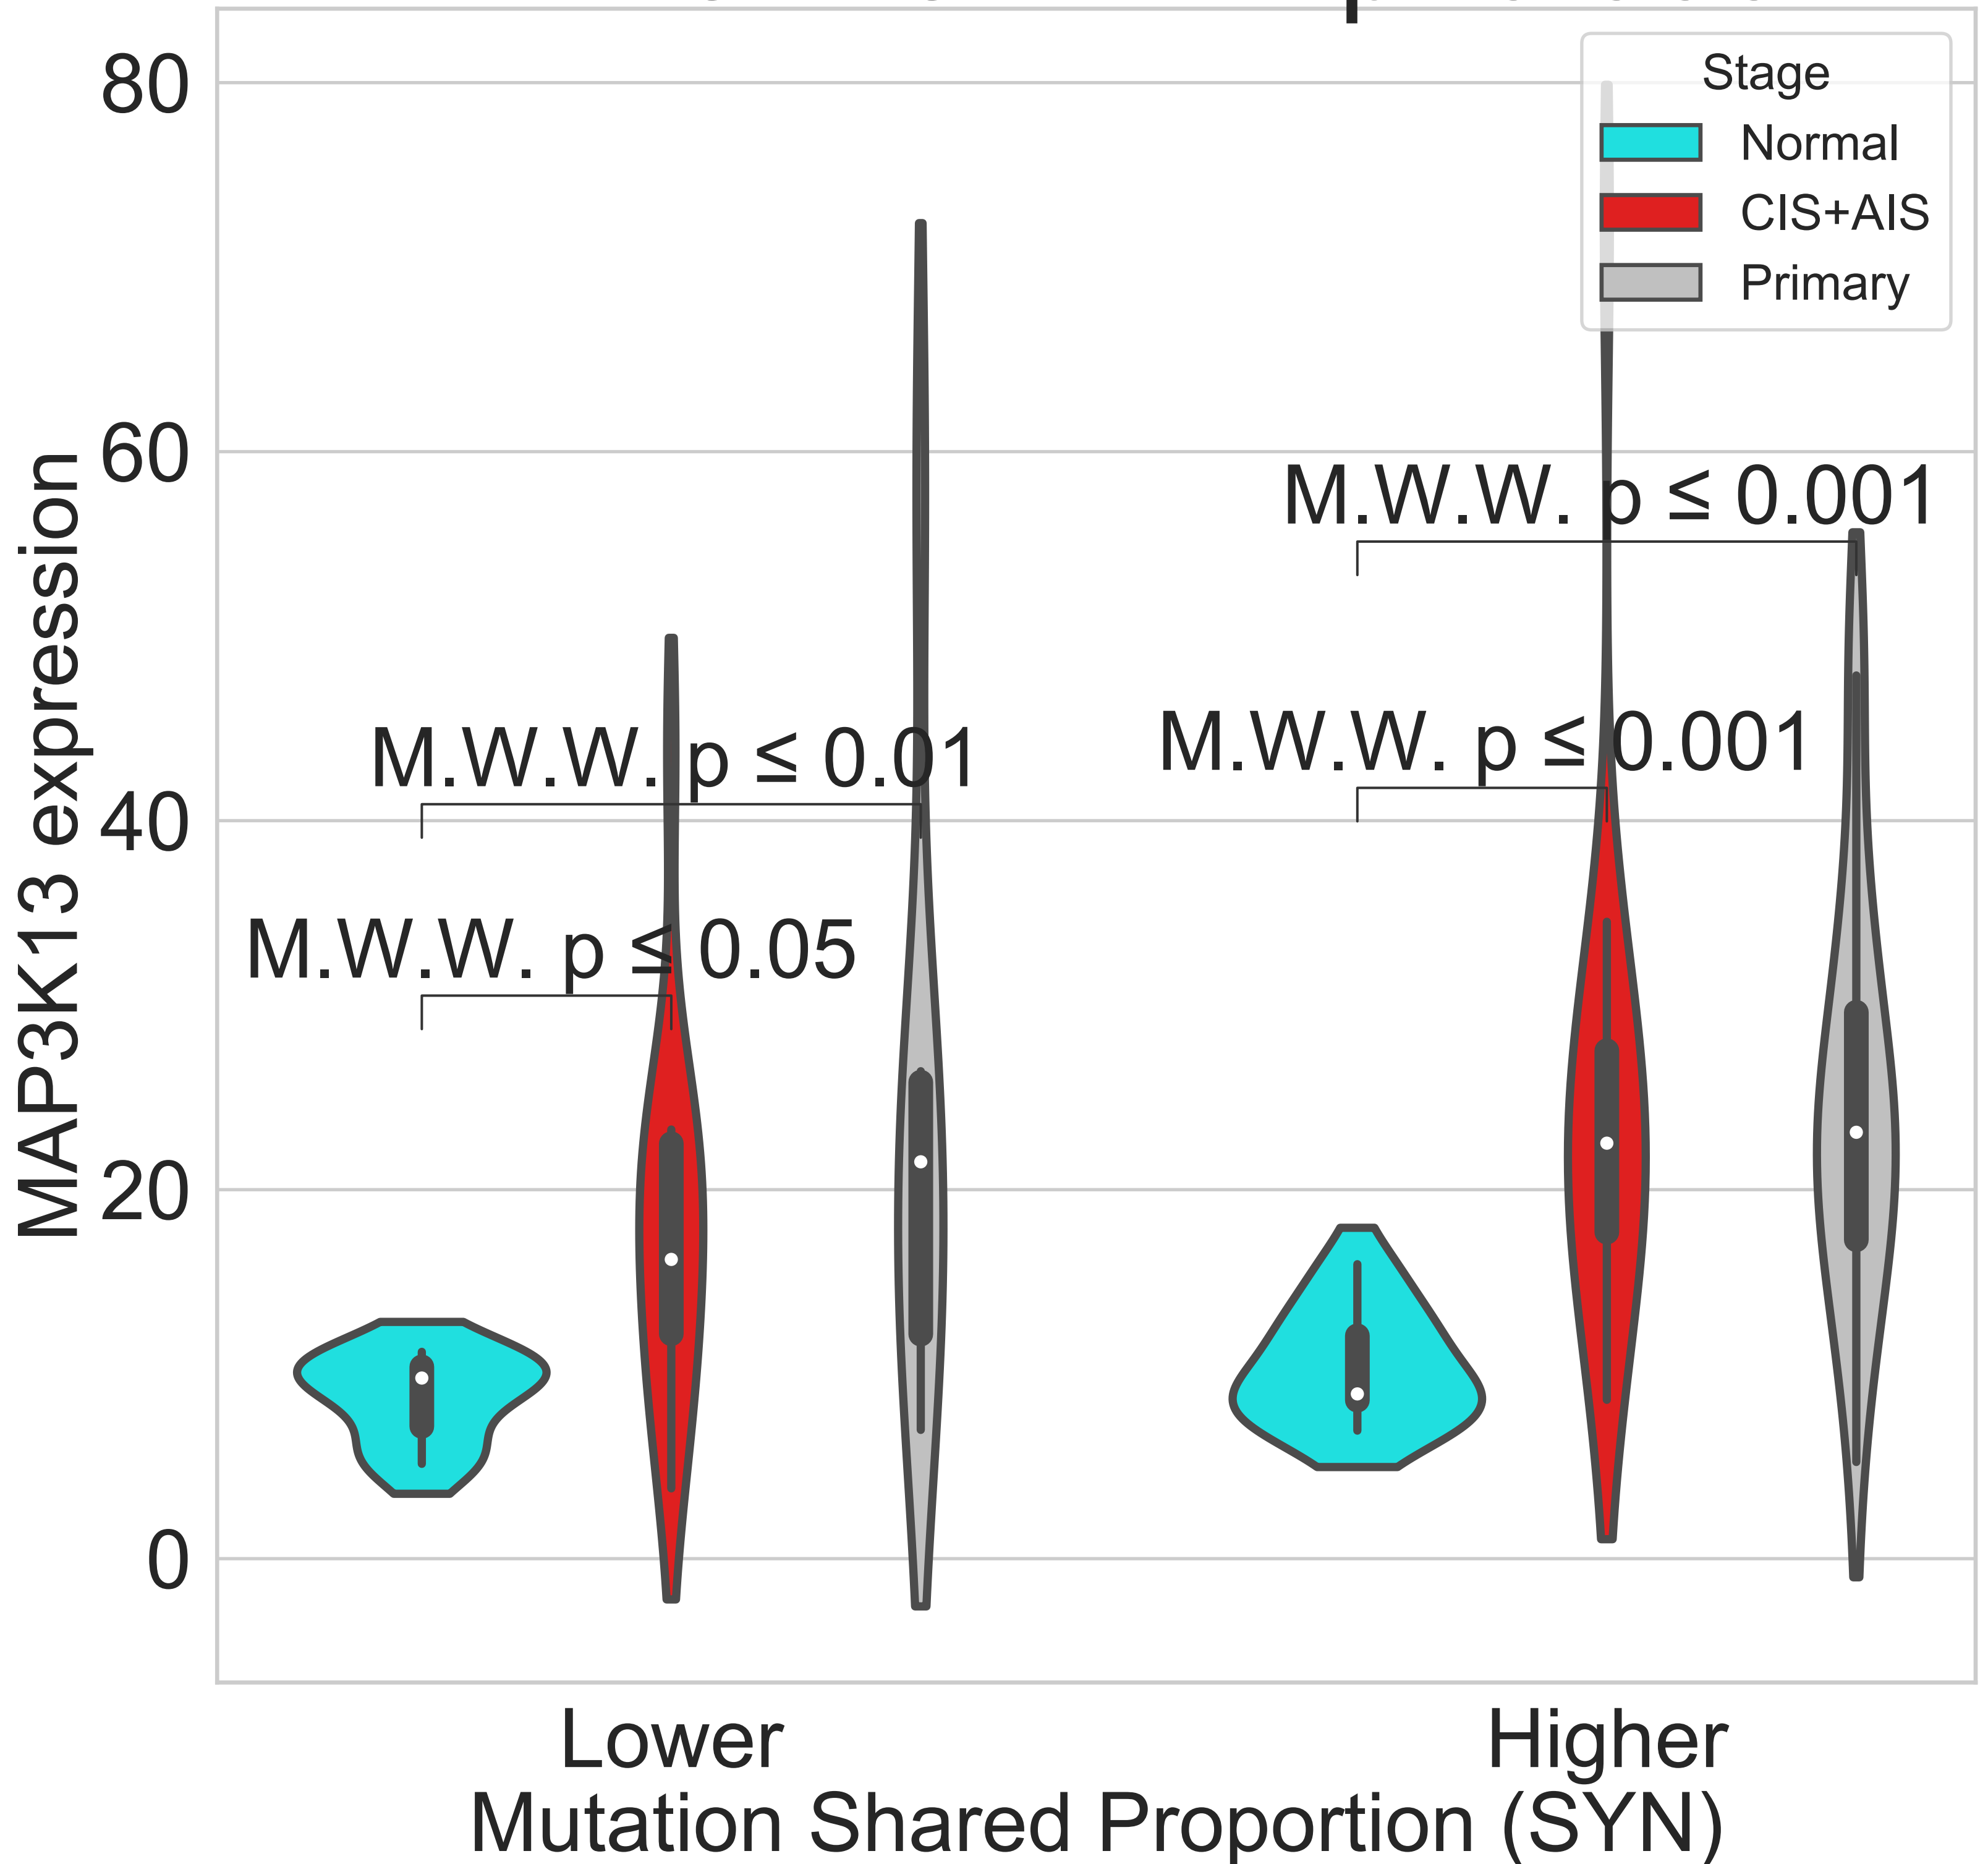 80
60
40
20
0
MAP3K13 expression
Stage
Normal
CIS+AIS
Primary
M.W.W. p ≤ 0.001
M.W.W. p ≤ 0.01
M.W.W. p ≤ 0.001
M.W.W. p ≤ 0.05
Lower
Higher
Mutation Shared Proportion (SYN)